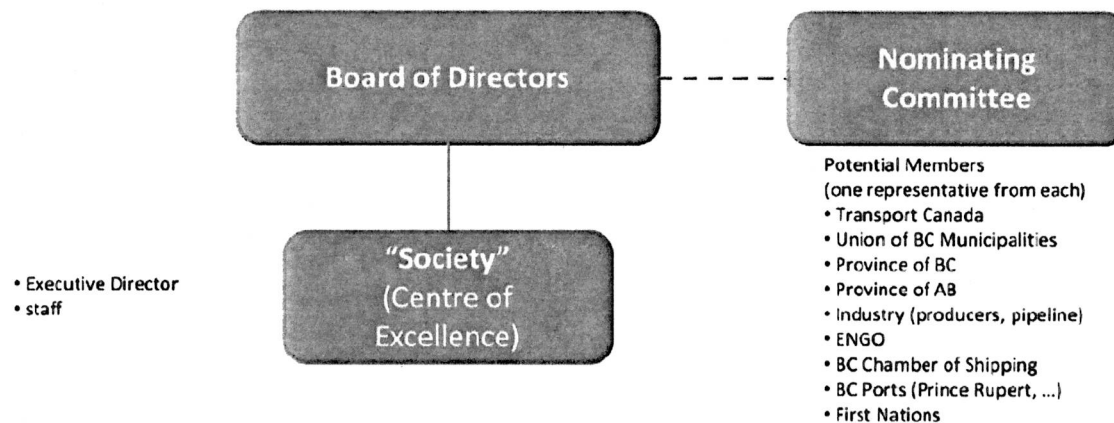 Board of Directors
Nominating
Committee
Potential Members
(one representative from each)
• Transport Canada
• Union of BC Municipalities
• Province of BC
• Province of AB
• Industry (producers, pipeline)
• ENGO
• BC Chamber of Shipping
• BC Ports (Prince Rupert, ...)
• First Nations
"Society"
(Centre of
Excellence)
• Executive Director
• staff